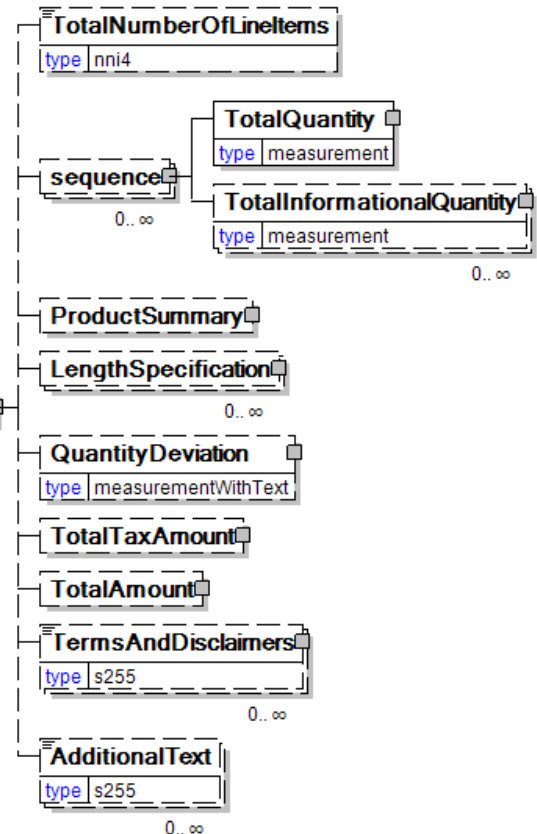 TotalNumberOfLineItems
type nni4
TotalQuantity
type measurement
sequence
0.. ∞
TotalInformationalQuantity
type measurement
0.. ∞
ProductSummary
LengthSpecification
0.. ∞
QuantityDeviation
type measurementWithText
TotalTaxAmount
TotalAmount
TermsAndDisclaimers
type s255
0.. ∞
AdditionalText
type s255
0.. ∞